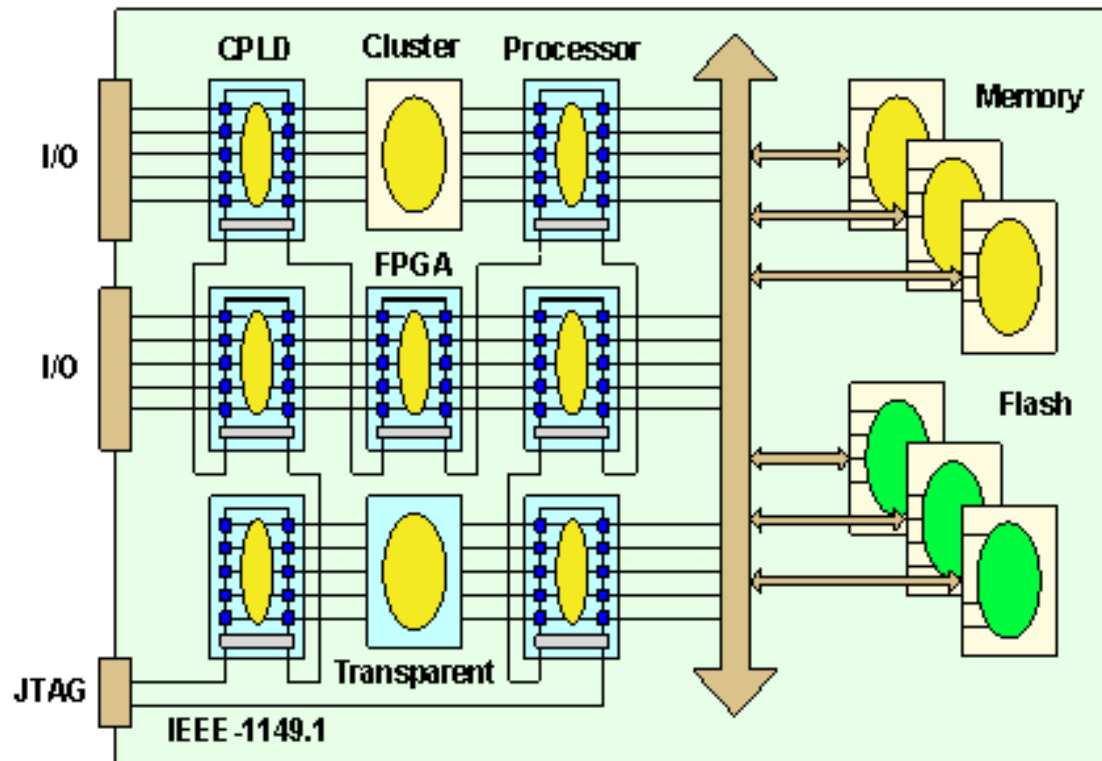 CPLD
Cluster
Processor
Memory
I/O
FPGA
I/O
Flash
Transparent
JTAG
IEEE-1149.1